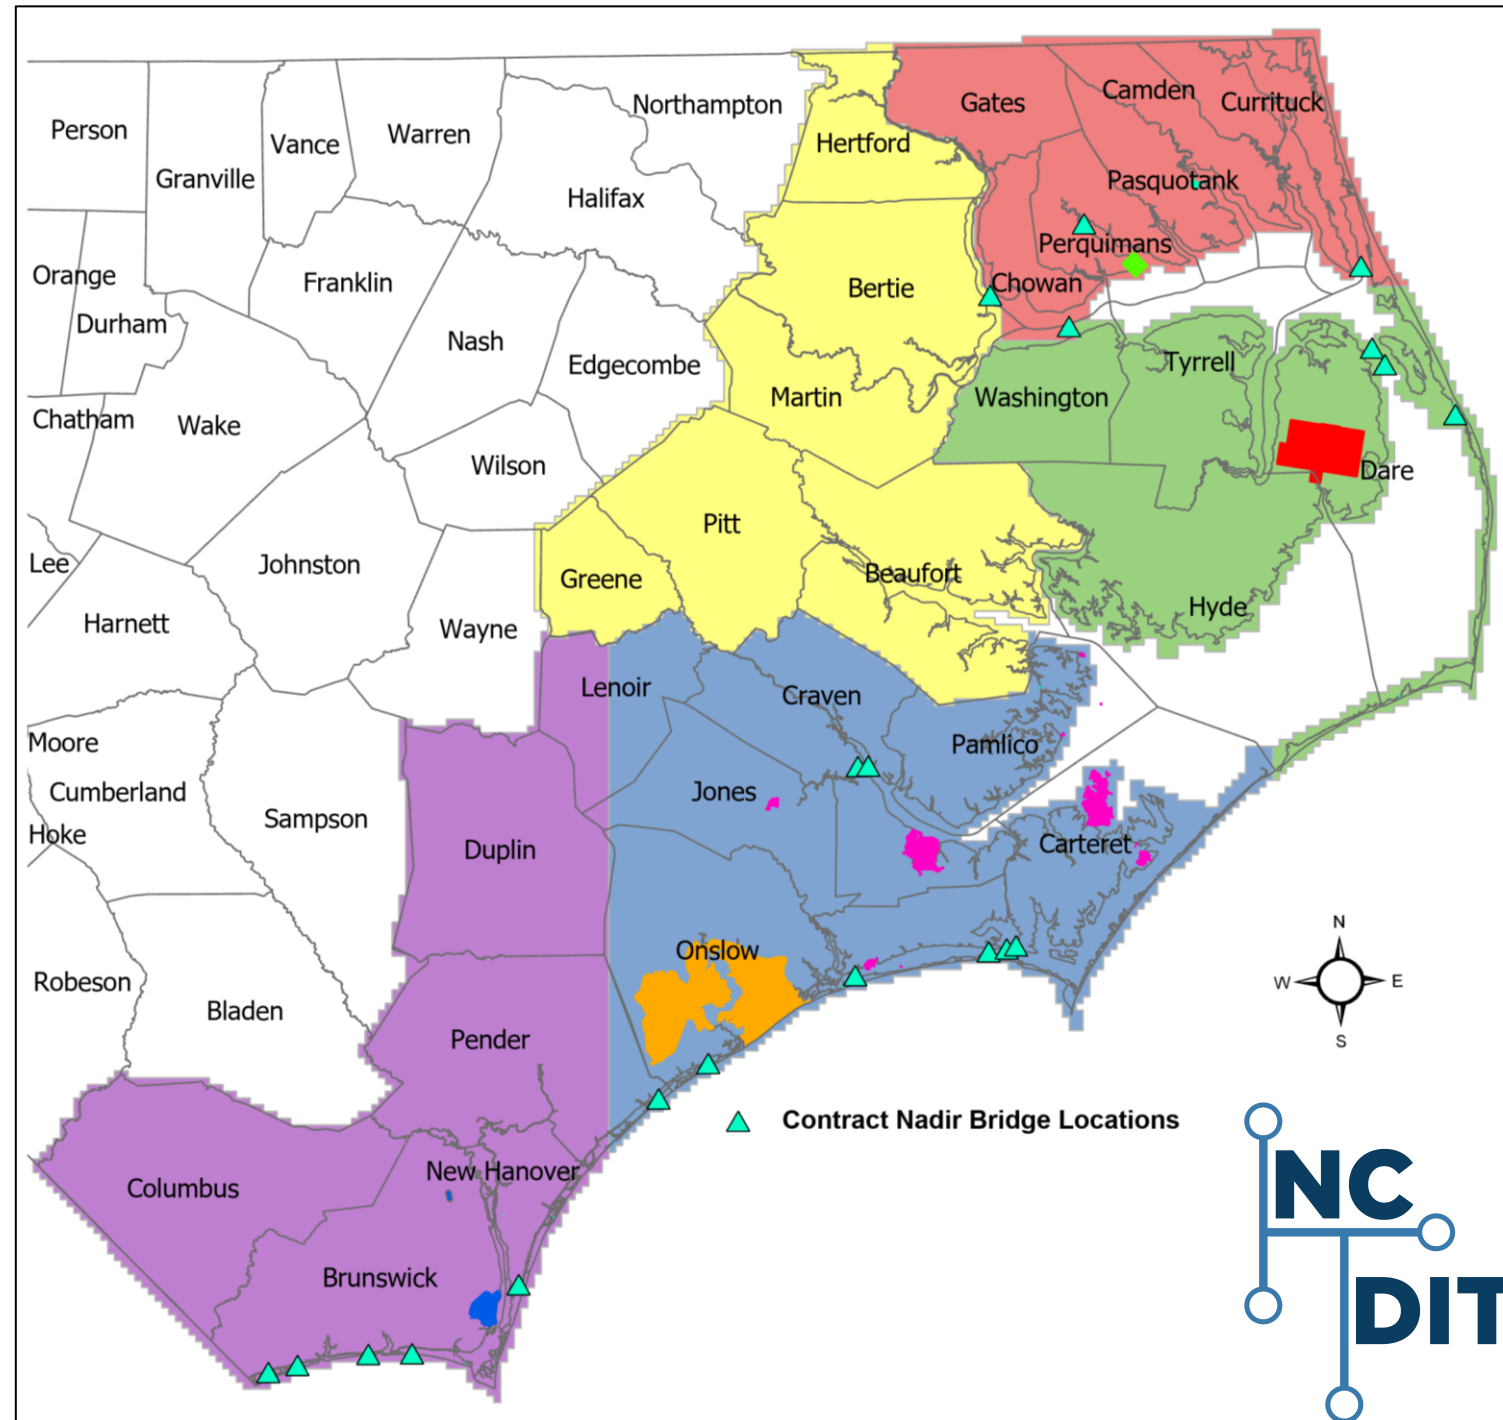 Northampton
Camden
Currituck
Gates
Person
Vance
Warren
Hertford
Granville
Pasquotank
Halifax
Perquimans
Orange
Franklin
Bertie
Chowan
Durham
Nash
Edgecombe
Tyrrell
Martin
Washington
Chatham
Wake
Wilson
Dare
Pitt
Lee
Johnston
Greene
Beaufort
Hyde
Harnett
Wayne
Lenoir
Craven
Moore
Pamlico
Cumberland
Jones
Sampson
Hoke
Duplin
Carteret
Onslow
N
Robeson
W
E
Bladen
Pender
S
Contract Nadir Bridge Locations
New Hanover
Columbus
NC
Brunswick
DIT